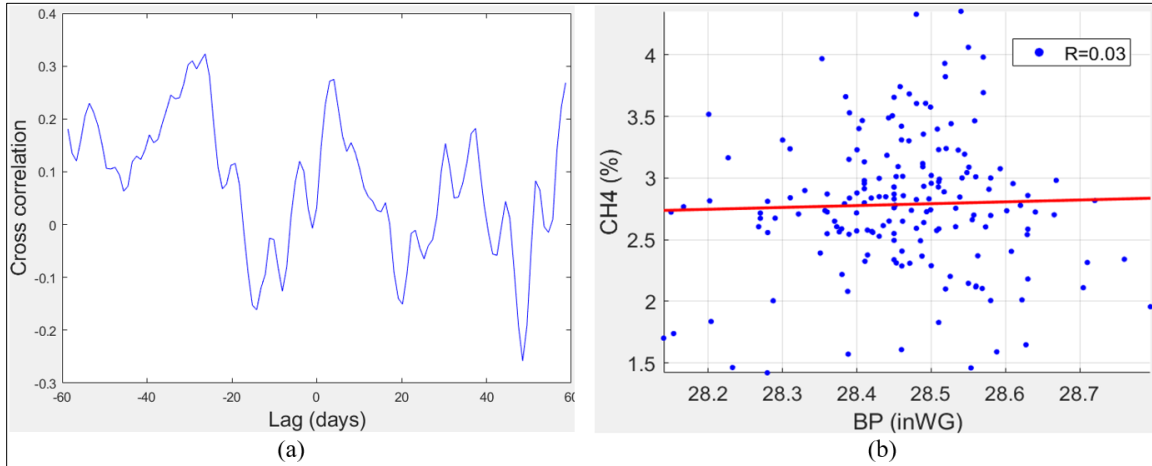 0.4
0.3
0.2
0.1
0
-0.1
-0.2
-0.3
Cross correlation
-60 -40 -20 0 20 40 60
Lag (days)
(a)
R=0.03
4
3.5
3
2.5
2
1.5
CH4 (%)
28.2 28.3 28.4 28.5 28.6 28.7
BP (inWG)
(b)